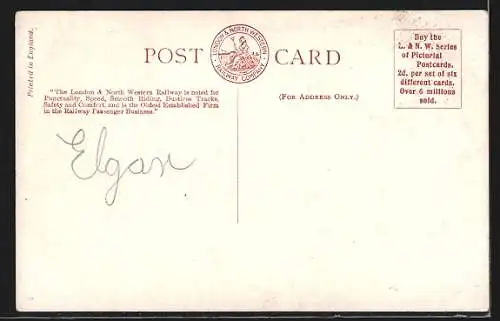 Printed in England.
POST CARD
LONDON & NORTH WESTERN RAILWAY COMPANY
Buy the
L. & N. W. Series
of Pictorial
Postcards.
2d. per set of six
different cards.
Over 6 millions
sold.
"The London & North Western Railway is noted for
Punctuality, Speed, Smooth Riding, Dustless Tracks,
Safety and Comfort, and is the Oldest Established Firm
in the Railway Passenger Business."
(FOR ADDRESS ONLY.)
Elgan